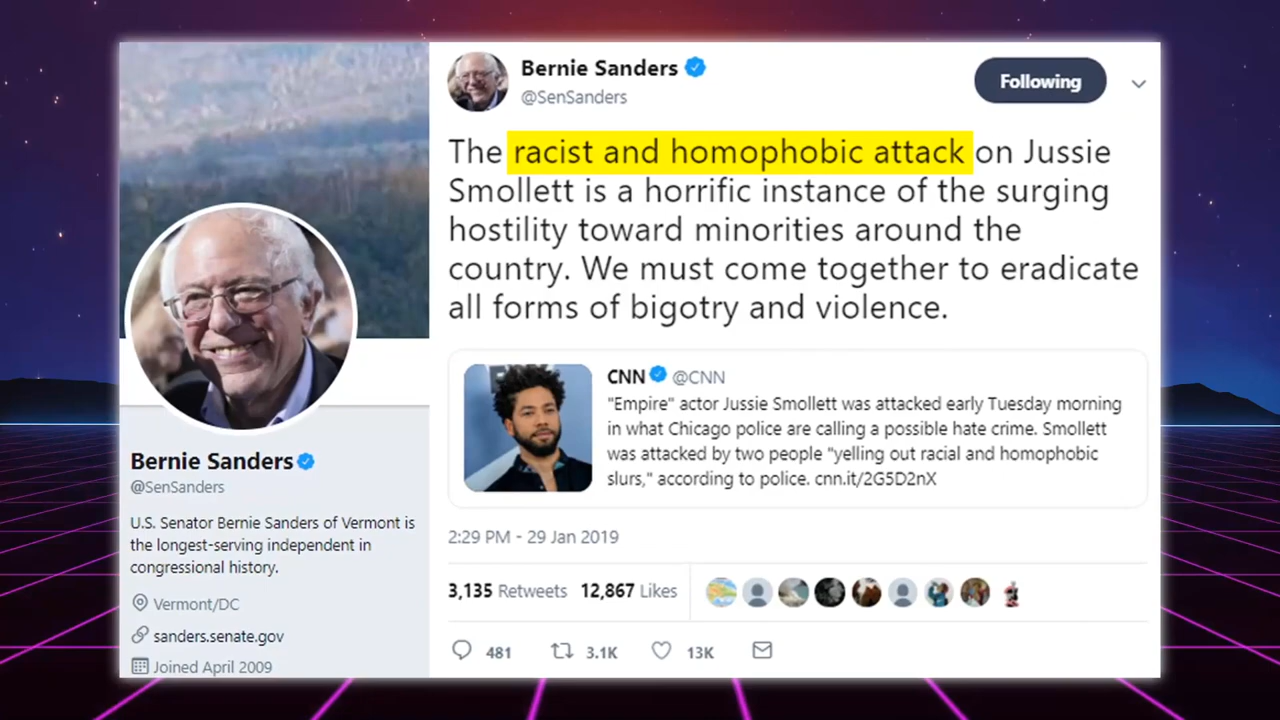 Bernie Sanders
@SenSanders
Following
The racist and homophobic attack on Jussie
Smollett is a horrific instance of the surging
hostility toward minorities around the
country. We must come together to eradicate
all forms of bigotry and violence.
CNN @CNN
"Empire" actor Jussie Smollett was attacked early Tuesday morning
in what Chicago police are calling a possible hate crime. Smollett
was attacked by two people "yelling out racial and homophobic
slurs," according to police. cnn.it/2G5D2nX
2:29 PM - 29 Jan 2019
3,135 Retweets 12,867 Likes
481 3.1K 13K
Bernie Sanders
@SenSanders
U.S. Senator Bernie Sanders of Vermont is
the longest-serving independent in
congressional history.
Vermont/DC
sanders.senate.gov
Joined April 2009